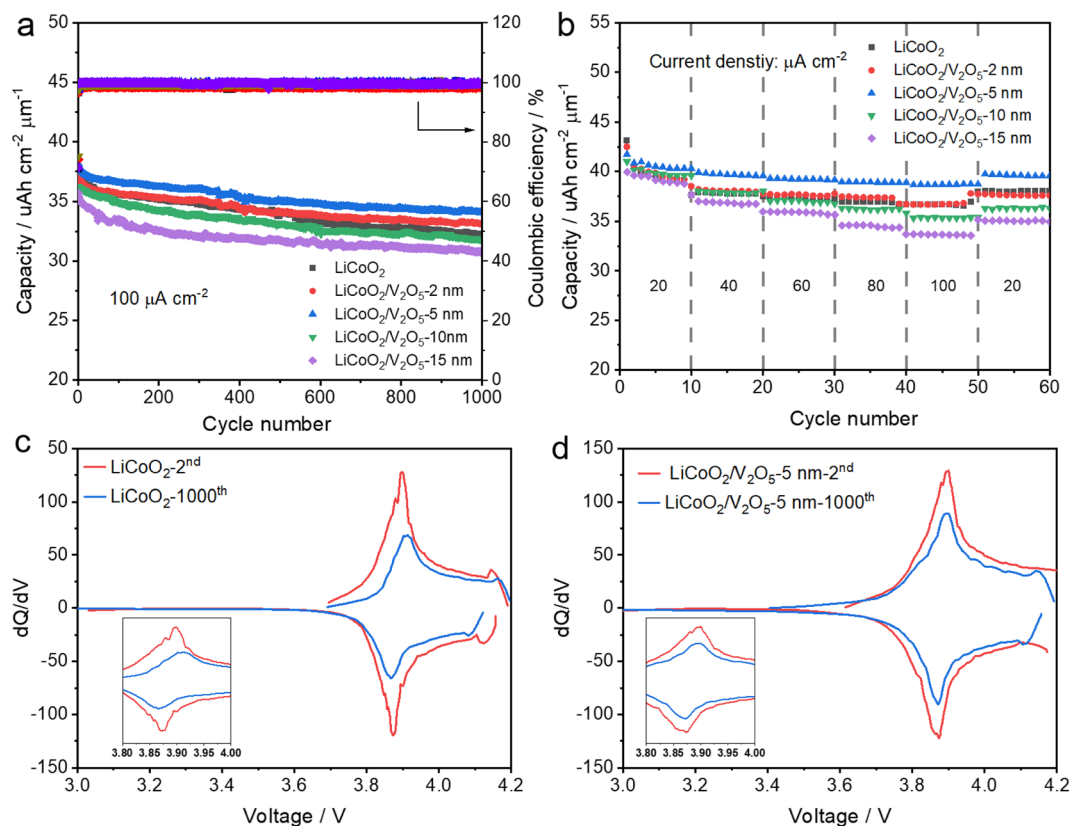 a
Capacity / uAh cm⁻² μm⁻¹
50
45
40
35
30
25
20
120
100
80
60
40
20
0
Coulombic efficiency / %
100 μA cm⁻²
LiCoO₂
LiCoO₂/V₂O₅-2 nm
LiCoO₂/V₂O₅-5 nm
LiCoO₂/V₂O₅-10nm
LiCoO₂/V₂O₅-15 nm
0 200 400 600 800 1000
Cycle number
b
Capacity / uAh cm⁻² μm⁻¹
55
50
45
40
35
30
25
20
Current denstiy: μA cm⁻²
LiCoO₂
LiCoO₂/V₂O₅-2 nm
LiCoO₂/V₂O₅-5 nm
LiCoO₂/V₂O₅-10 nm
LiCoO₂/V₂O₅-15 nm
20 40 60 80 100 20
0 10 20 30 40 50 60
Cycle number
c
dQ/dV
50
100
50
0
-50
-100
-150
LiCoO₂-2ⁿᵈ
LiCoO₂-1000ᵗʰ
3.80 3.85 3.90 3.95 4.00
3.0 3.2 3.4 3.6 3.8 4.0 4.2
Voltage / V
d
dQ/dV
150
100
50
0
-50
-100
-150
LiCoO₂/V₂O₅-5 nm-2ⁿᵈ
LiCoO₂/V₂O₅-5 nm-1000ᵗʰ
3.80 3.85 3.90 3.95 4.00
3.0 3.2 3.4 3.6 3.8 4.0 4.2
Voltage / V